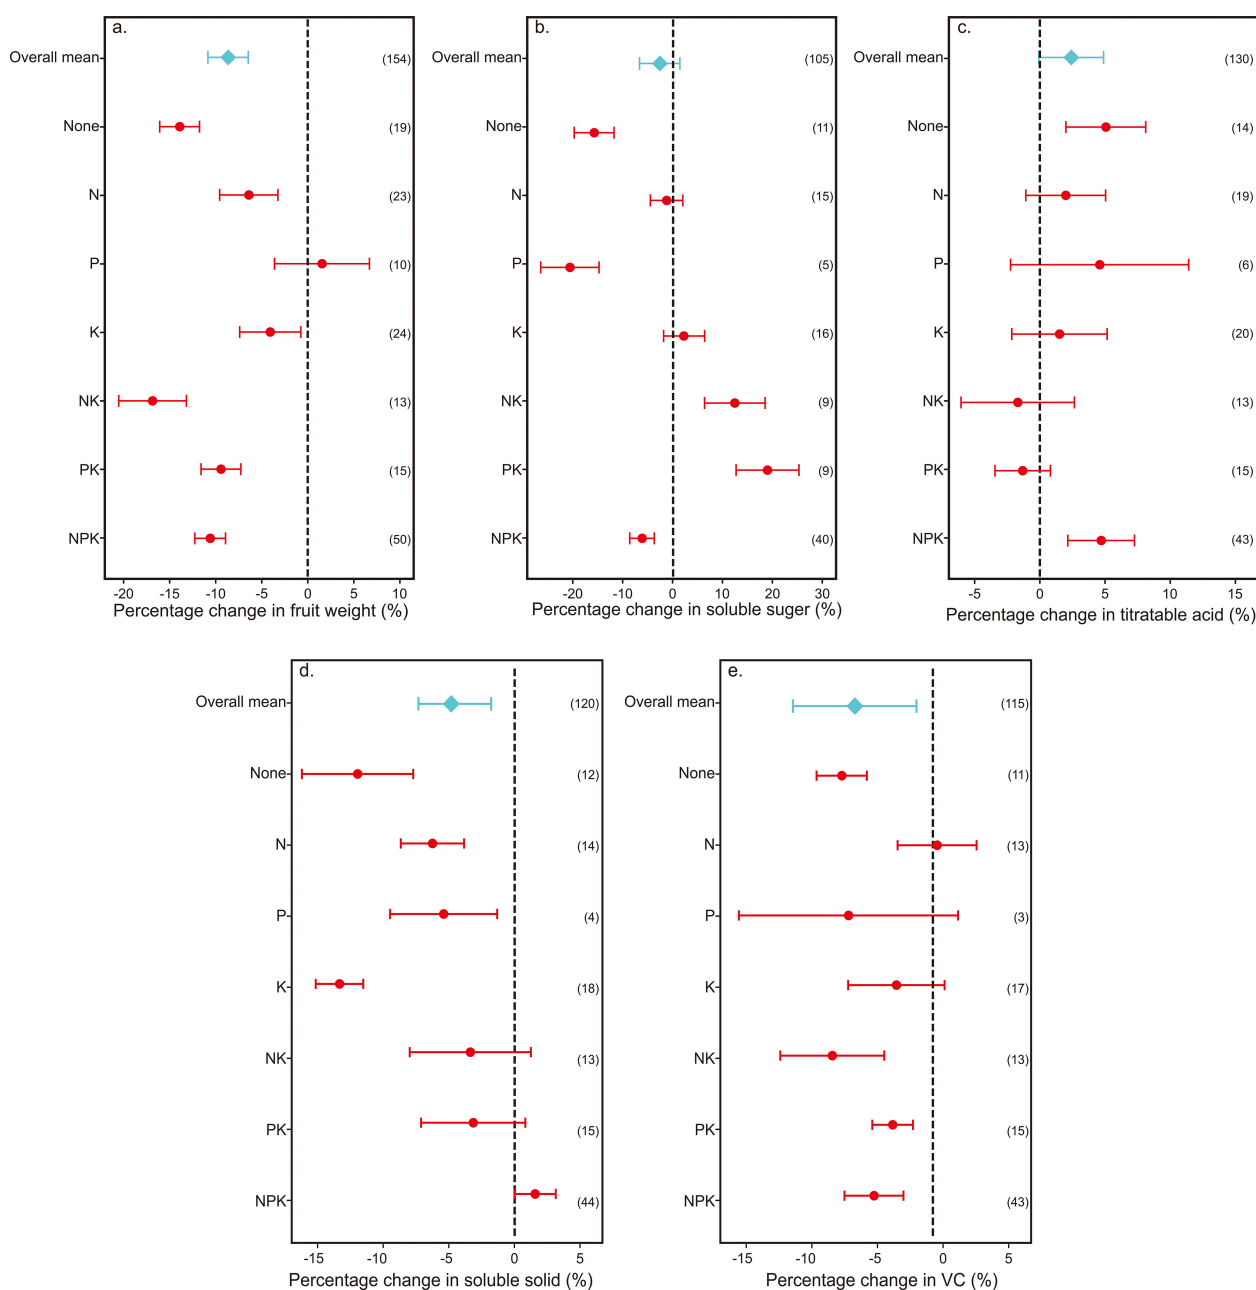 a.
Overall mean (154)
None (19)
N (23)
P (10)
K (24)
NK (13)
PK (15)
NPK (50)
-20 -15 -10 -5 0 5 10
Percentage change in fruit weight (%)
b.
Overall mean (105)
None (11)
N (15)
P (5)
K (16)
NK (9)
PK (9)
NPK (40)
-20 -10 0 10 20 30
Percentage change in soluble suger (%)
c.
Overall mean (130)
None (14)
N (19)
P (6)
K (20)
NK (13)
PK (15)
NPK (43)
-5 0 5 10 15
Percentage change in titratable acid (%)
d.
Overall mean (120)
None (12)
N (14)
P (4)
K (18)
NK (13)
PK (15)
NPK (44)
-15 -10 -5 0 5
Percentage change in soluble solid (%)
e.
Overall mean (115)
None (11)
N (13)
P (3)
K (17)
NK (13)
PK (15)
NPK (43)
-15 -10 -5 0 5
Percentage change in VC (%)